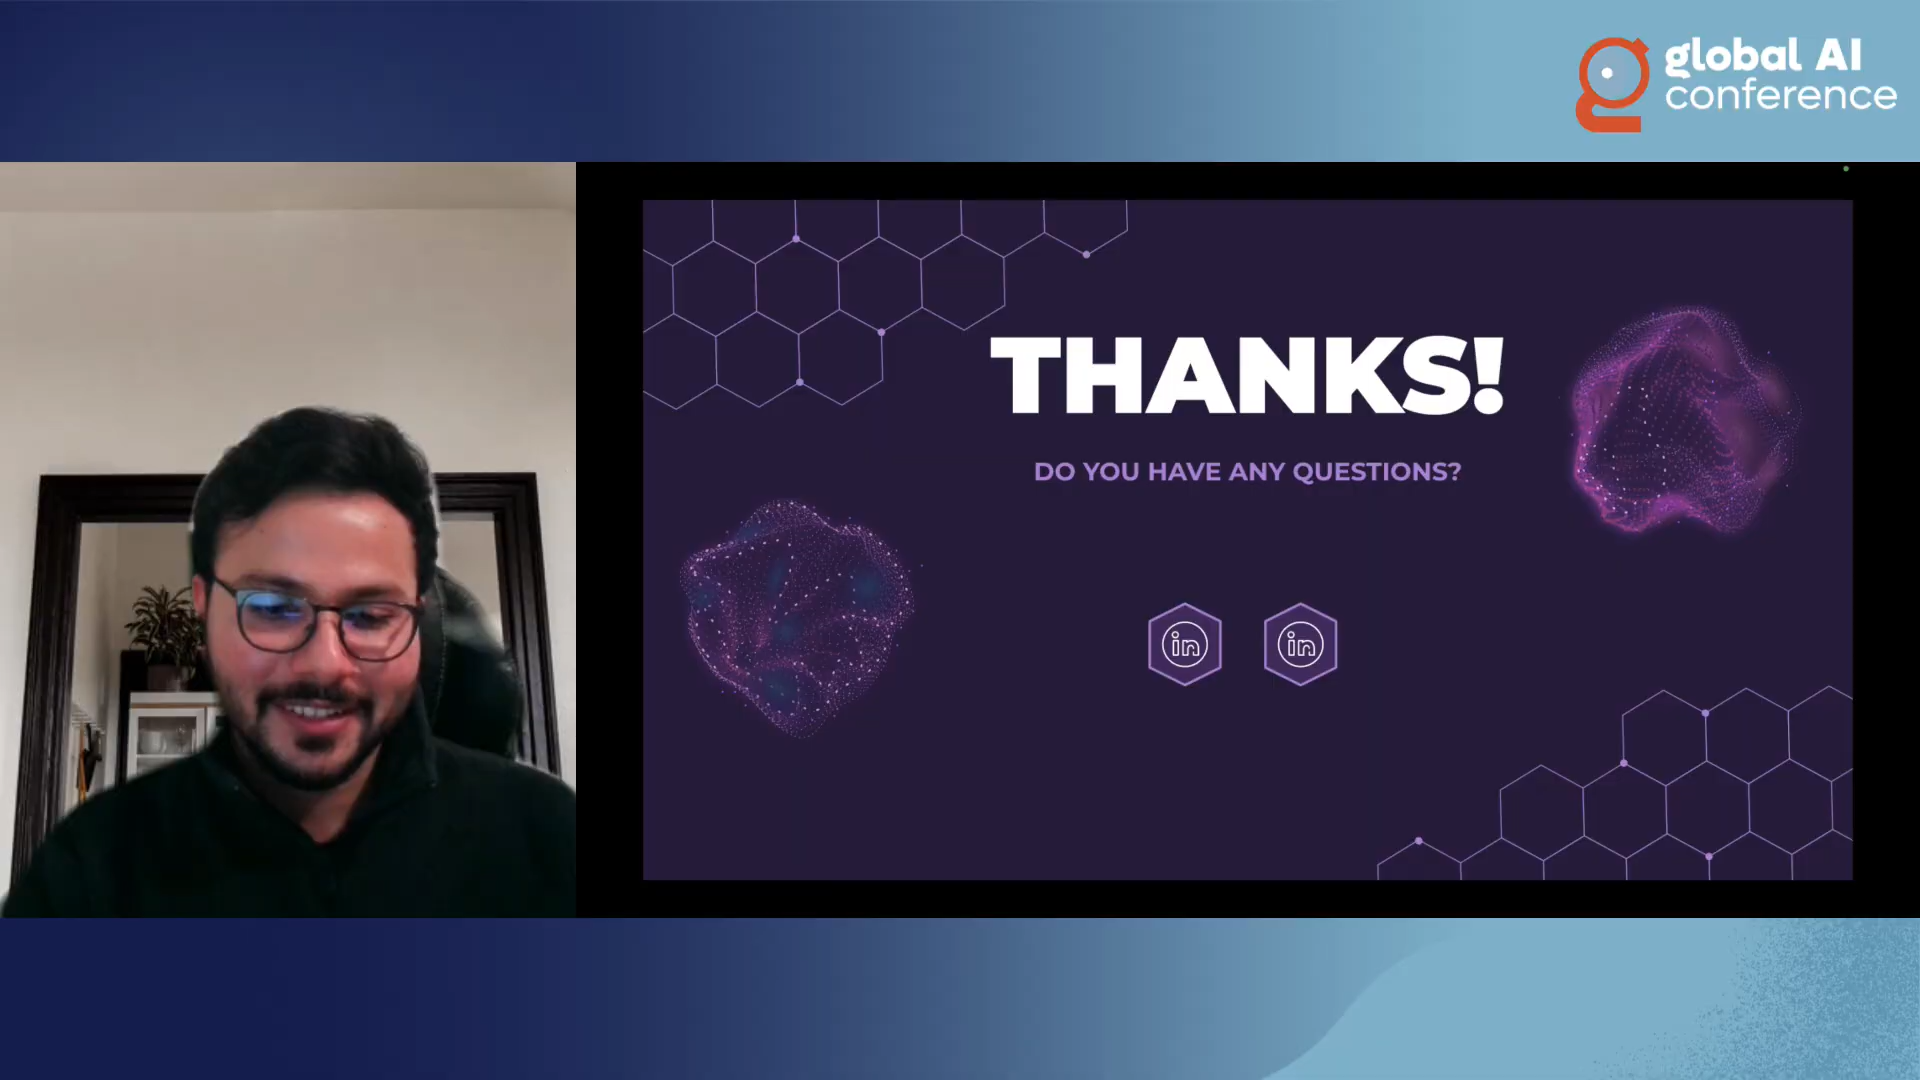 global AI
conference
THANKS!
DO YOU HAVE ANY QUESTIONS?
in in